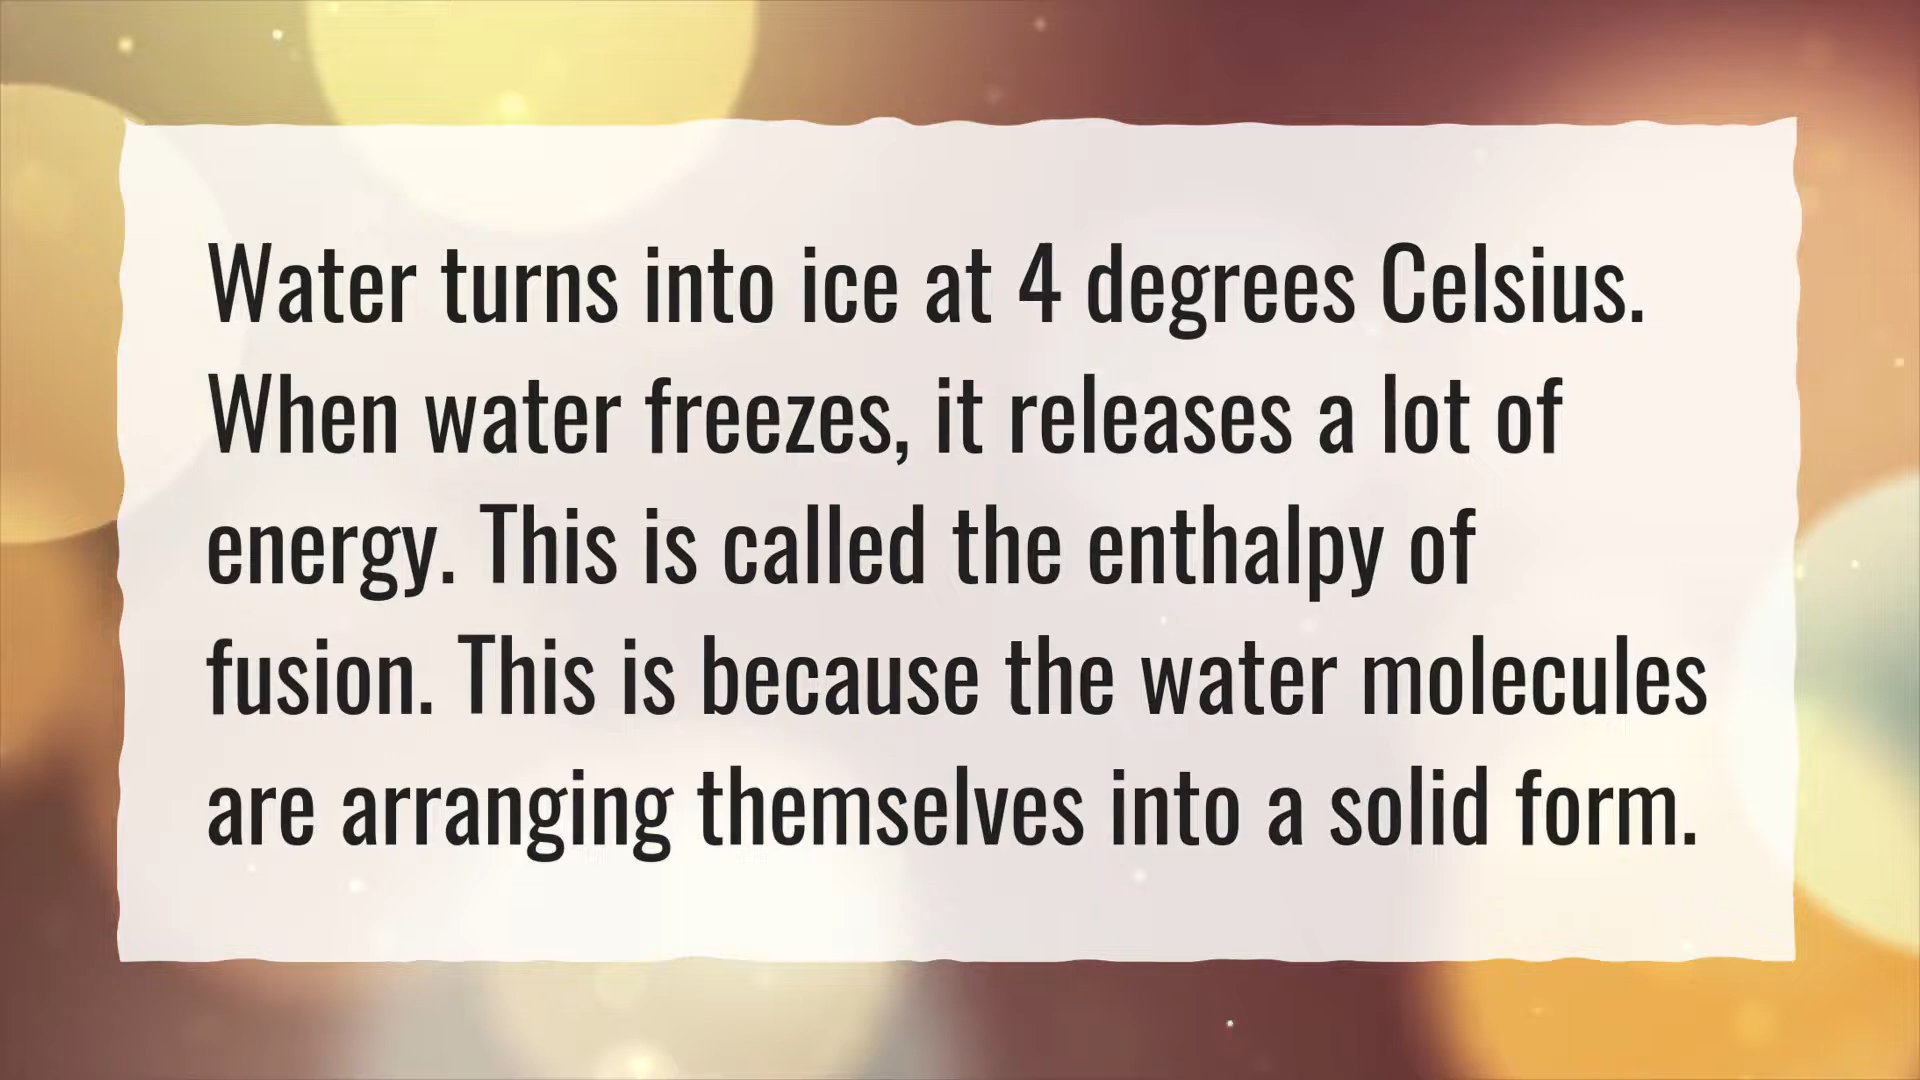 Water turns into ice at 4 degrees Celsius.
When water freezes, it releases a lot of
energy. This is called the enthalpy of
fusion. This is because the water molecules
are arranging themselves into a solid form.